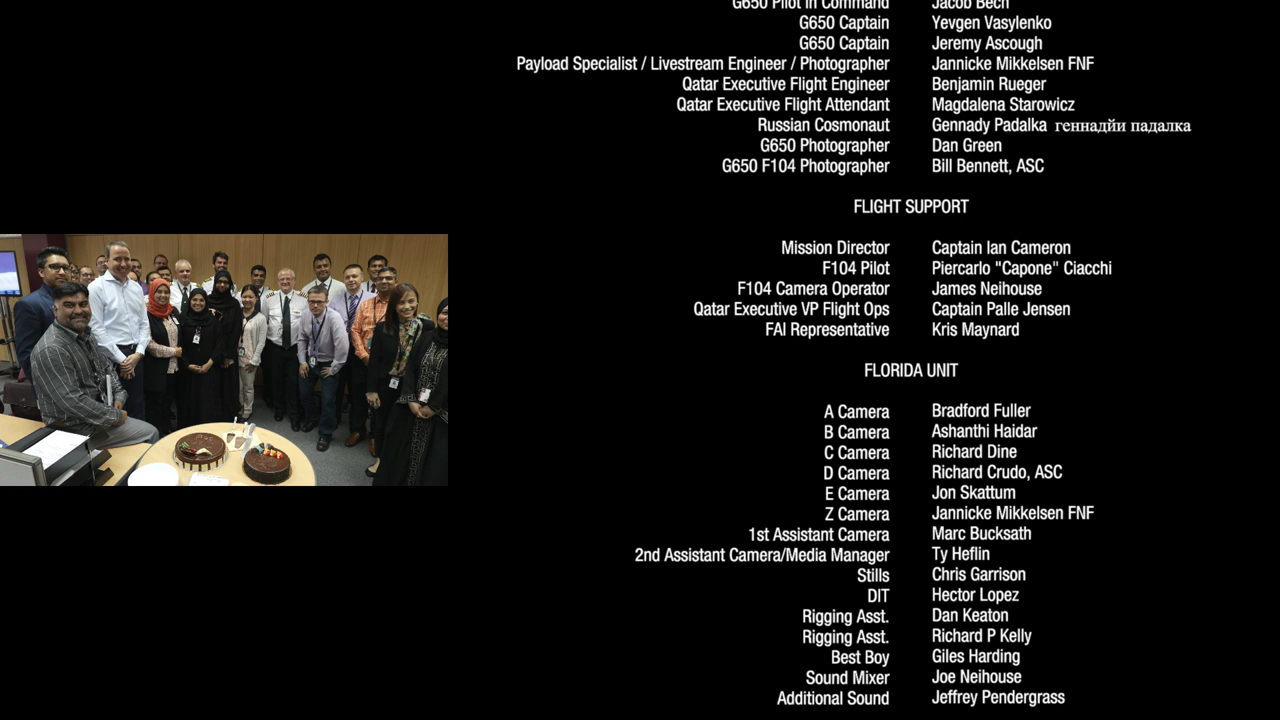 G650 Pilot in Command Jacob Bech
G650 Captain Yevgen Vasylenko
G650 Captain Jeremy Ascough
Payload Specialist / Livestream Engineer / Photographer Jannicke Mikkelsen FNF
Qatar Executive Flight Engineer Benjamin Rueger
Qatar Executive Flight Attendant Magdalena Starowicz
Russian Cosmonaut Gennady Padalka геннадйи падалка
G650 Photographer Dan Green
G650 F104 Photographer Bill Bennett, ASC
FLIGHT SUPPORT
Mission Director Captain Ian Cameron
F104 Pilot Piercarlo "Capone" Ciacchi
F104 Camera Operator James Neihouse
Qatar Executive VP Flight Ops Captain Palle Jensen
FAI Representative Kris Maynard
FLORIDA UNIT
A Camera Bradford Fuller
B Camera Ashanthi Haidar
C Camera Richard Dine
D Camera Richard Crudo, ASC
E Camera Jon Skattum
Z Camera Jannicke Mikkelsen FNF
1st Assistant Camera Marc Bucksath
2nd Assistant Camera/Media Manager Ty Heflin
Stills Chris Garrison
DIT Hector Lopez
Rigging Asst. Dan Keaton
Rigging Asst. Richard P Kelly
Best Boy Giles Harding
Sound Mixer Joe Neihouse
Additional Sound Jeffrey Pendergrass